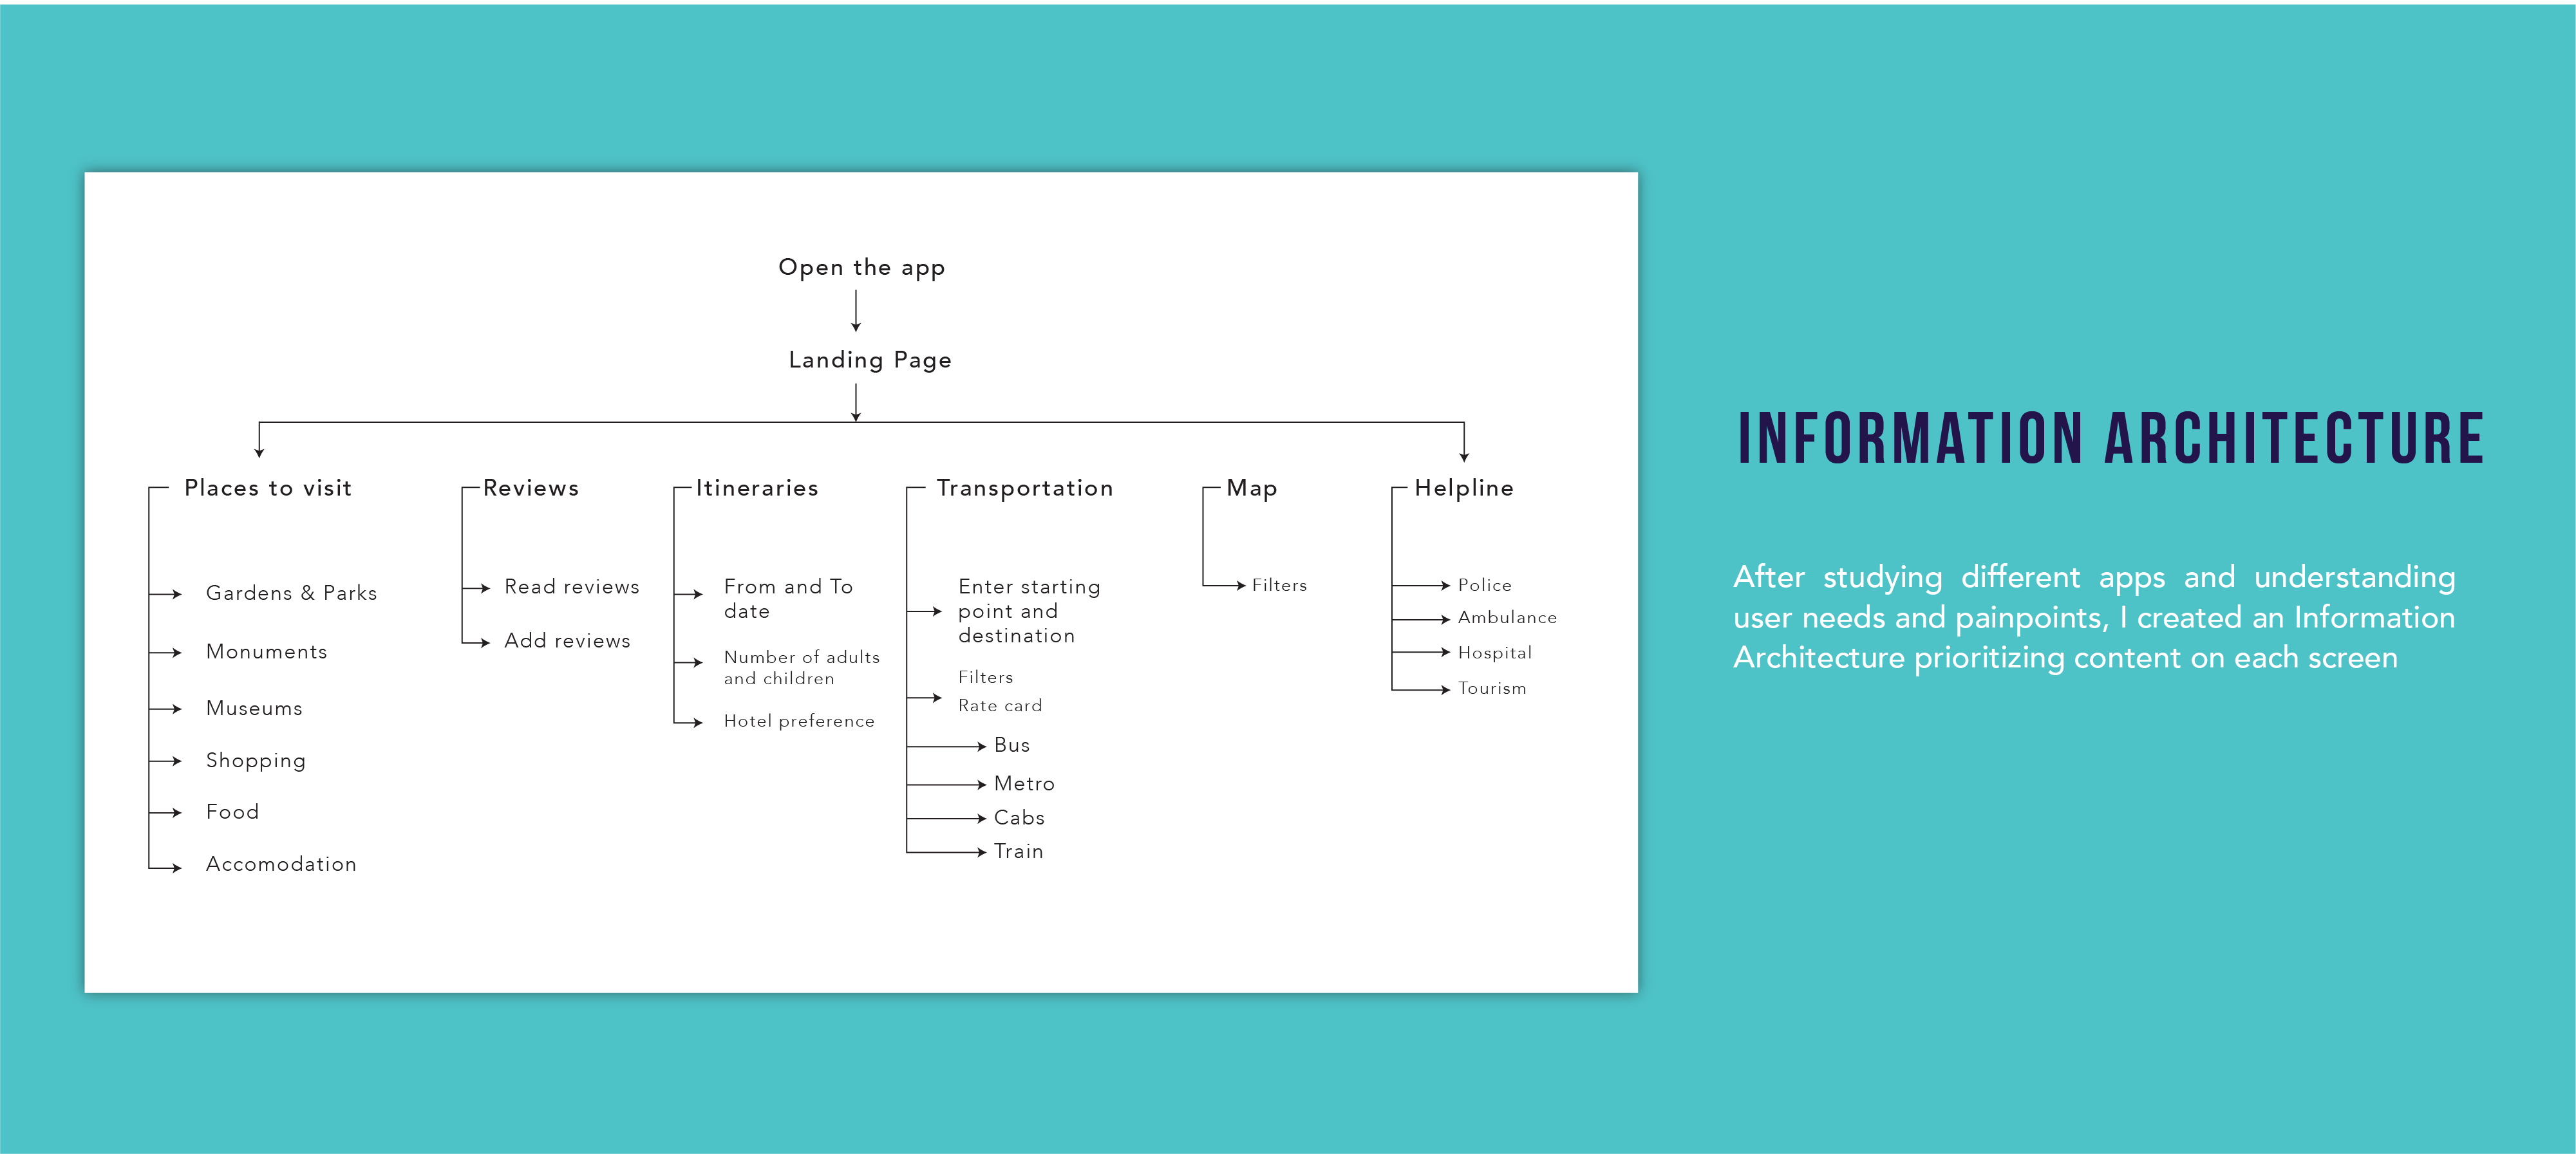 Open the app
Landing Page
Places to visit
Gardens & Parks
Monuments
Museums
Shopping
Food
Accomodation
Reviews
Read reviews
Add reviews
Itineraries
From and To
date
Number of adults
and children
Hotel preference
Transportation
Enter starting
point and
destination
Filters
Rate card
Bus
Metro
Cabs
Train
Map
Filters
Helpline
Police
Ambulance
Hospital
Tourism
INFORMATION ARCHITECTURE
After studying different apps and understanding
user needs and painpoints, I created an Information
Architecture prioritizing content on each screen